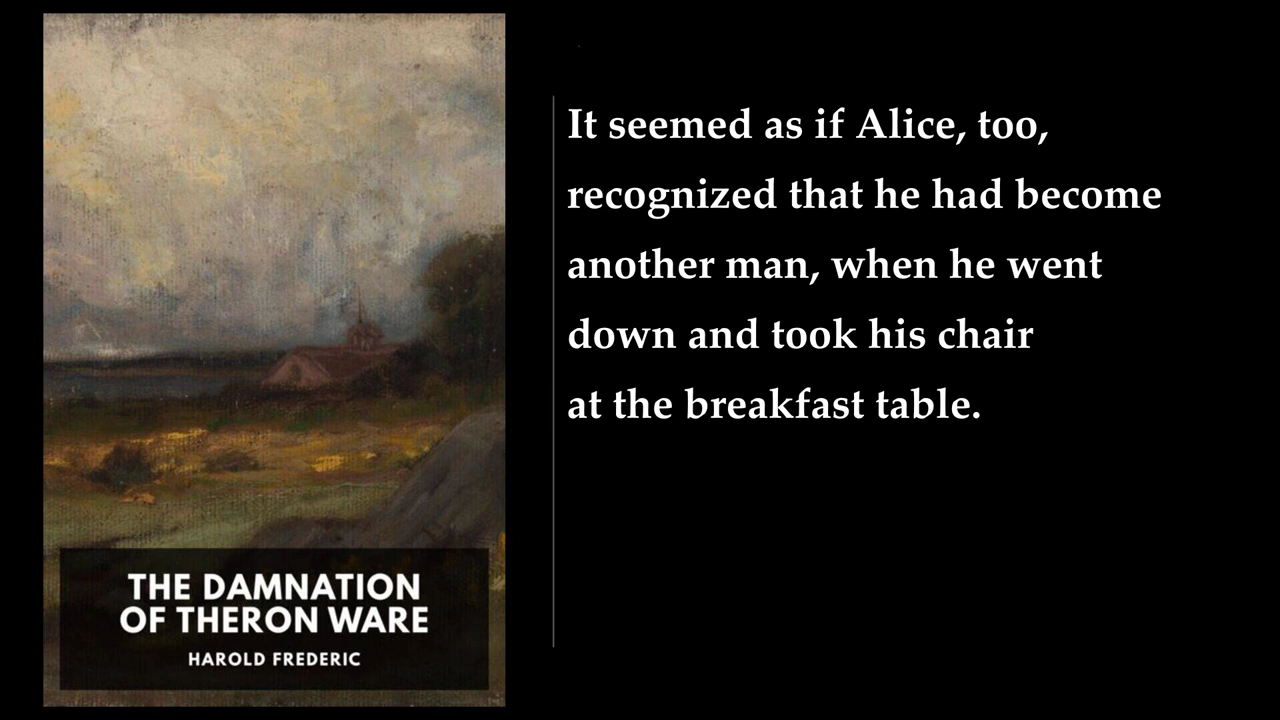 THE DAMNATION
OF THERON WARE
HAROLD FREDERIC
It seemed as if Alice, too,
recognized that he had become
another man, when he went
down and took his chair
at the breakfast table.